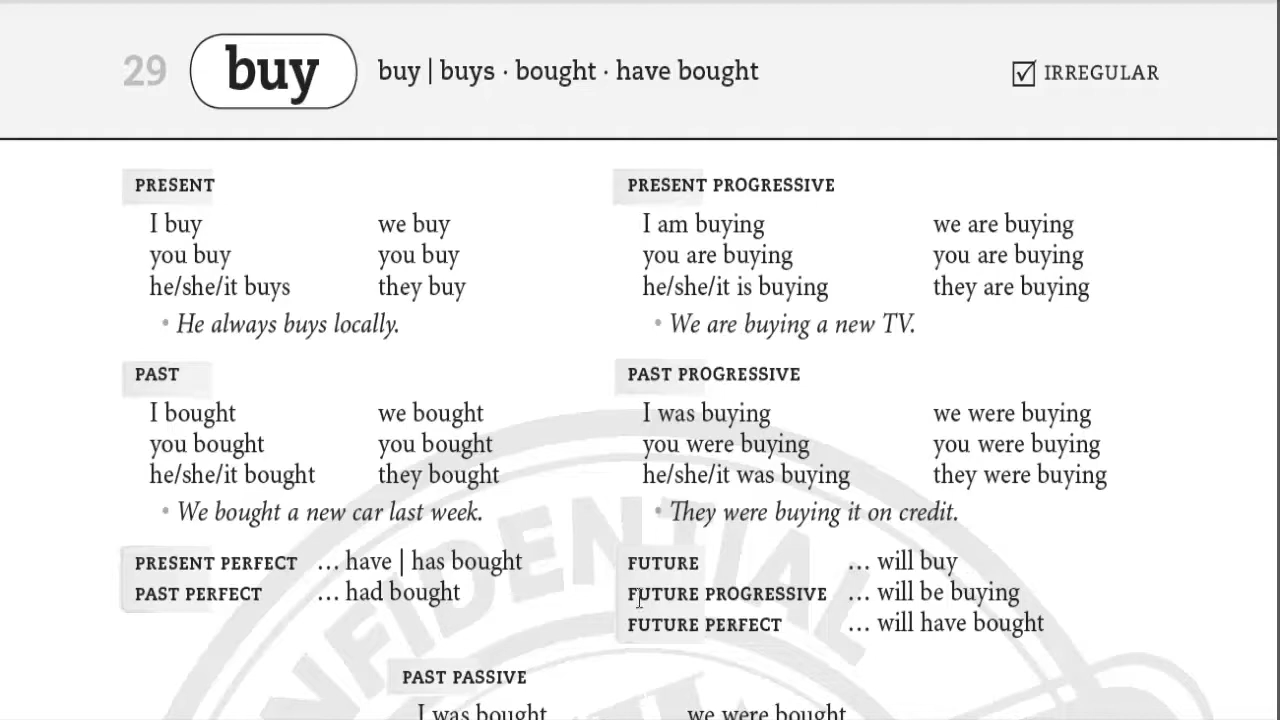 29 buy buy | buys · bought · have bought ☑ IRREGULAR
PRESENT
I buy we buy
you buy you buy
he/she/it buys they buy
• He always buys locally.
PRESENT PROGRESSIVE
I am buying we are buying
you are buying you are buying
he/she/it is buying they are buying
• We are buying a new TV.
PAST
I bought we bought
you bought you bought
he/she/it bought they bought
• We bought a new car last week.
PAST PROGRESSIVE
I was buying we were buying
you were buying you were buying
he/she/it was buying they were buying
• They were buying it on credit.
PRESENT PERFECT … have | has bought
PAST PERFECT … had bought
FUTURE … will buy
FUTURE PROGRESSIVE … will be buying
FUTURE PERFECT … will have bought
PAST PASSIVE
I was bought we were bought
NFIDENTIAL